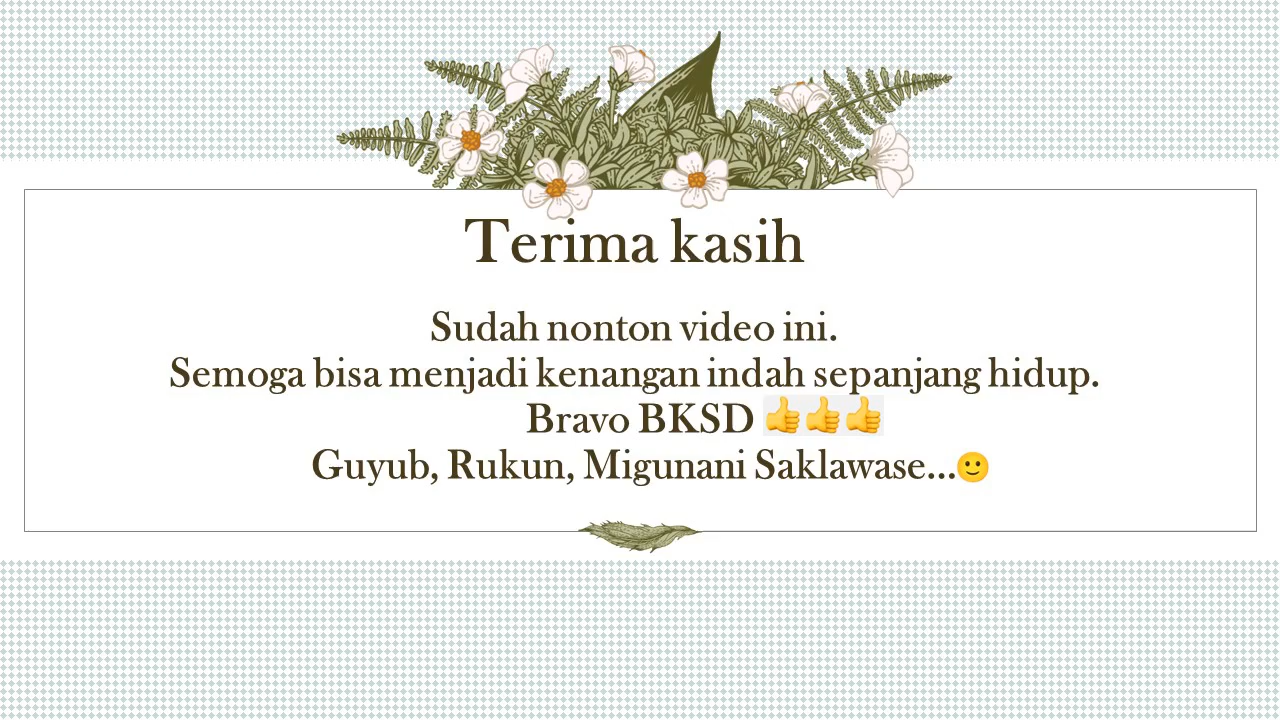 Terima kasih
Sudah nonton video ini.
Semoga bisa menjadi kenangan indah sepanjang hidup.
Bravo BKSD 👍👍👍
Guyub, Rukun, Migunani Saklawase...🙂